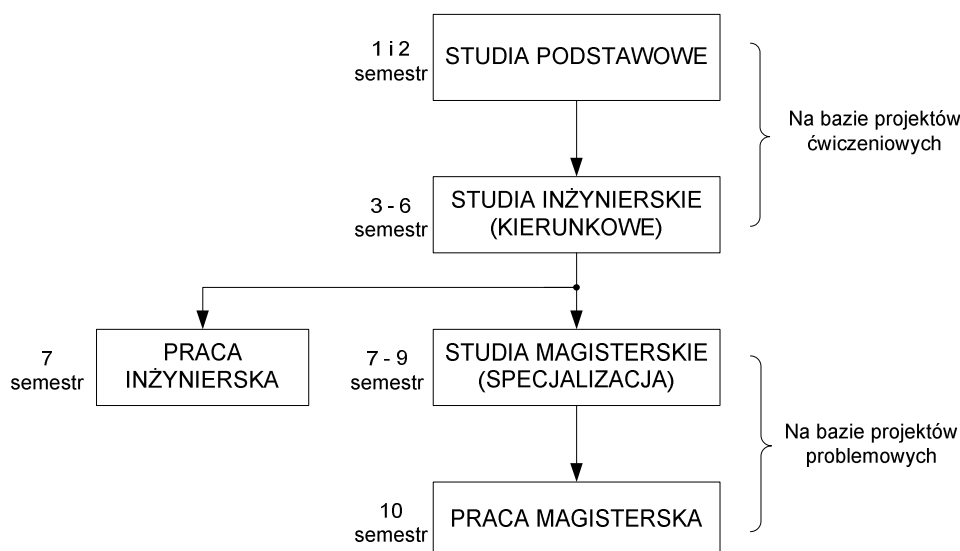 1 i 2
semestr
STUDIA PODSTAWOWE
Na bazie projektów
ćwiczeniowych
3 - 6
semestr
STUDIA INŻYNIERSKIE
(KIERUNKOWE)
7
semestr
PRACA
INŻYNIERSKA
7 - 9
semestr
STUDIA MAGISTERSKIE
(SPECJALIZACJA)
Na bazie projektów
problemowych
10
semestr
PRACA MAGISTERSKA